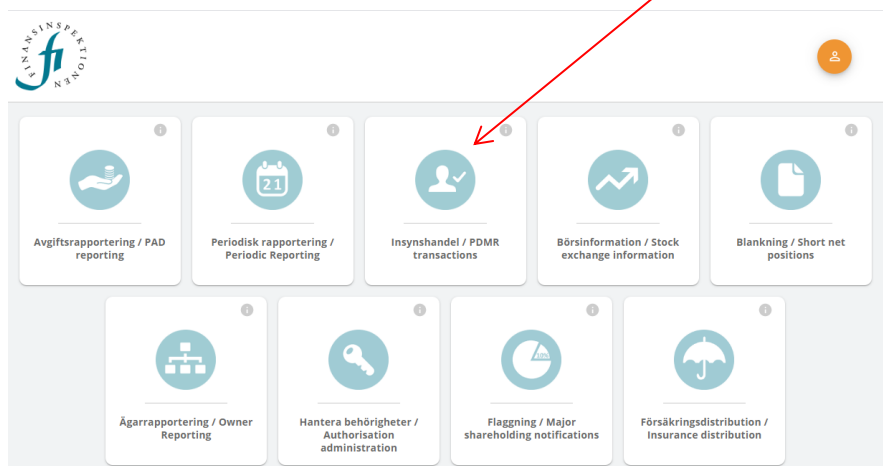 FINANSINSPEKTIONEN
fi
Avgiftsrapportering / PAD
reporting
21
Periodisk rapportering /
Periodic Reporting
Insynshandel / PDMR
transactions
Börsinformation / Stock
exchange information
Blankning / Short net
positions
Ägarrapportering / Owner
Reporting
Hantera behörigheter /
Authorisation
administration
10%
Flaggning / Major
shareholding notifications
Försäkringsdistribution /
Insurance distribution